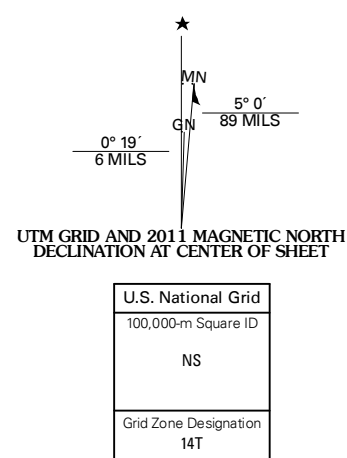 ★
MN
5° 0´
89 MILS
GN
0° 19´
6 MILS
UTM GRID AND 2011 MAGNETIC NORTH
DECLINATION AT CENTER OF SHEET
U.S. National Grid
100,000-m Square ID
NS
Grid Zone Designation
14T